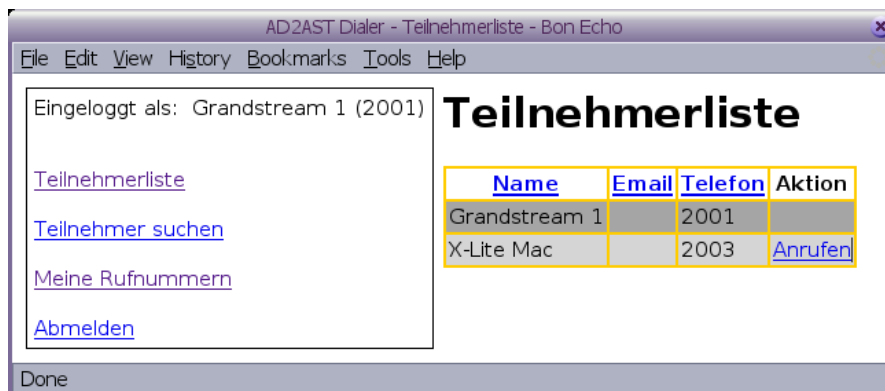 AD2AST Dialer - Teilnehmerliste - Bon Echo
File Edit View History Bookmarks Tools Help
Eingeloggt als: Grandstream 1 (2001)
Teilnehmerliste
Teilnehmer suchen
Meine Rufnummern
Abmelden
Teilnehmerliste
Name Email Telefon Aktion
Grandstream 1 2001
X-Lite Mac 2003 Anrufen
Done